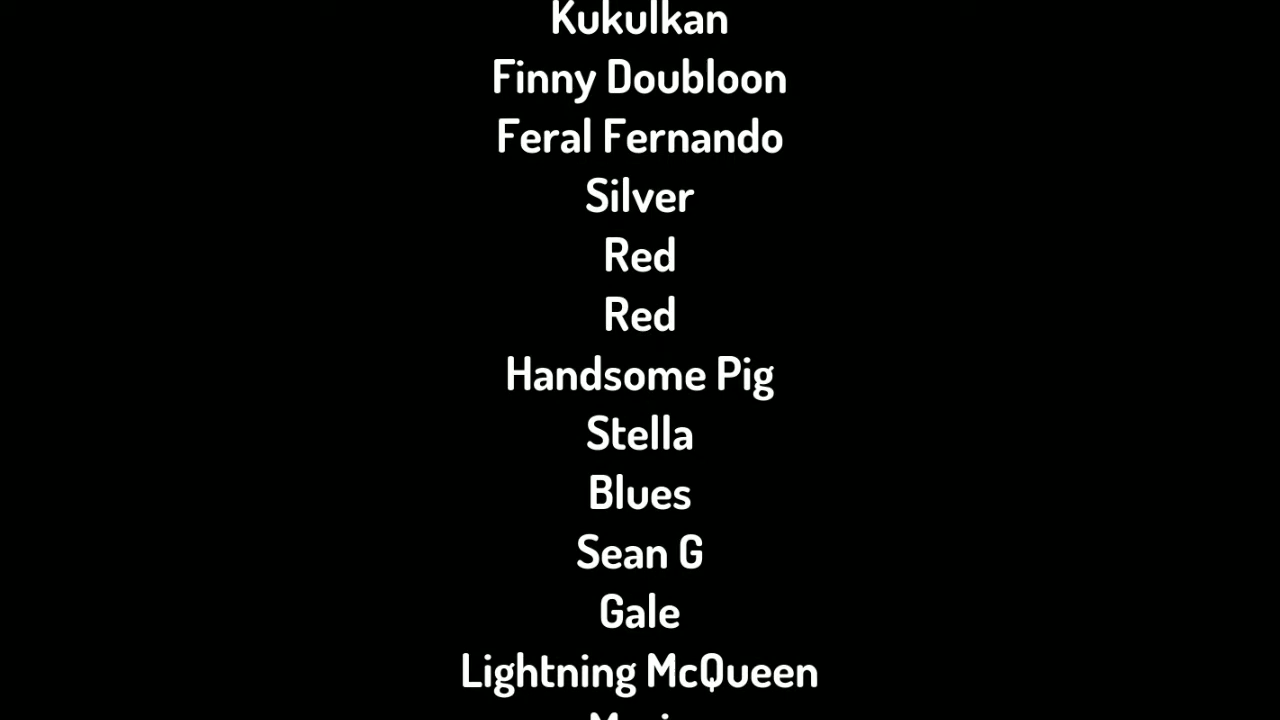 Kukulkan
Finny Doubloon
Feral Fernando
Silver
Red
Red
Handsome Pig
Stella
Blues
Sean G
Gale
Lightning McQueen